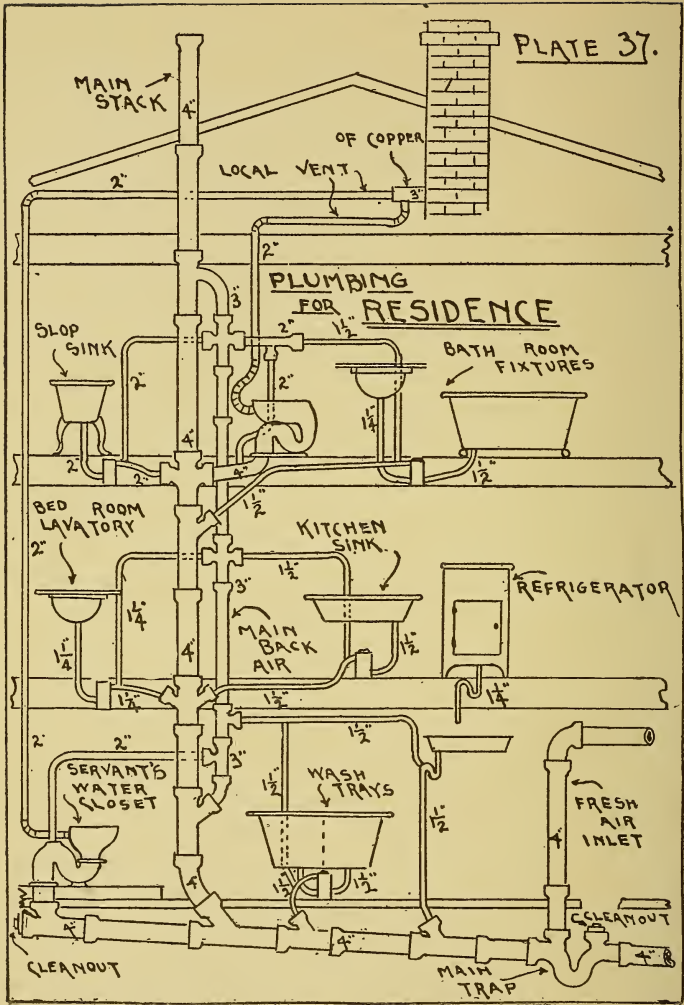 PLATE 37.
MAIN
STACK
4"
OF COPPER
LOCAL VENT
2"
3"
2"
PLUMBING
FOR RESIDENCE
3"
SLOP
SINK
2"
1½"
BATH ROOM
FIXTURES
2"
2"
1¼"
4"
2"
2"
4"
1½"
1½"
BED ROOM
LAVATORY
KITCHEN
SINK
2"
1½"
REFRIGERATOR
1¼"
3"
MAIN
BACK
AIR
4"
1½"
1¼"
1¼"
1½"
1¼"
2"
2"
1½"
SERVANT'S
WATER
CLOSET
3"
1½"
WASH
TRAYS
1½"
FRESH
AIR
INLET
4"
4"
1½"
1½"
4"
4"
CLEANOUT
4"
CLEANOUT
MAIN
TRAP